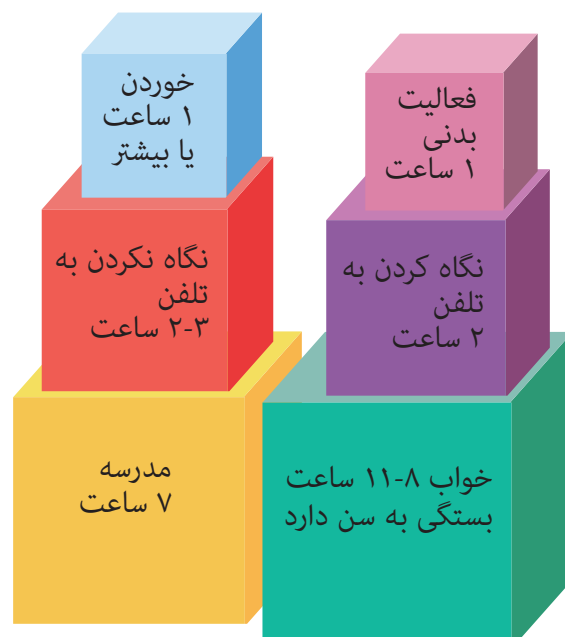 خوردن
۱ ساعت
یا بیشتر
فعالیت
بدنی
۱ ساعت
نگاه نکردن به
تلفن
۲-۳ ساعت
نگاه کردن به
تلفن
۲ ساعت
مدرسه
۷ ساعت
خواب ۸-۱۱ ساعت
بستگی به سن دارد